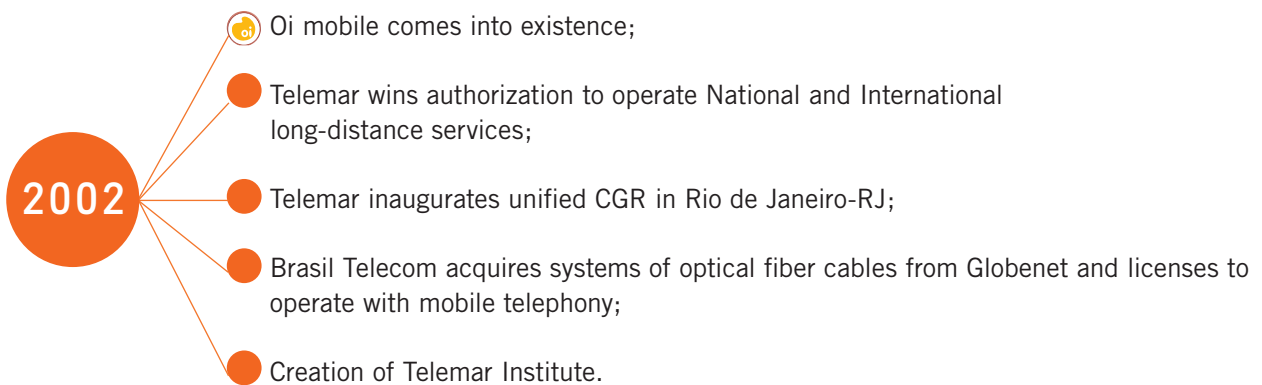 oi
Oi mobile comes into existence;
Telemar wins authorization to operate National and International
long-distance services;
2002
Telemar inaugurates unified CGR in Rio de Janeiro-RJ;
Brasil Telecom acquires systems of optical fiber cables from Globenet and licenses to
operate with mobile telephony;
Creation of Telemar Institute.